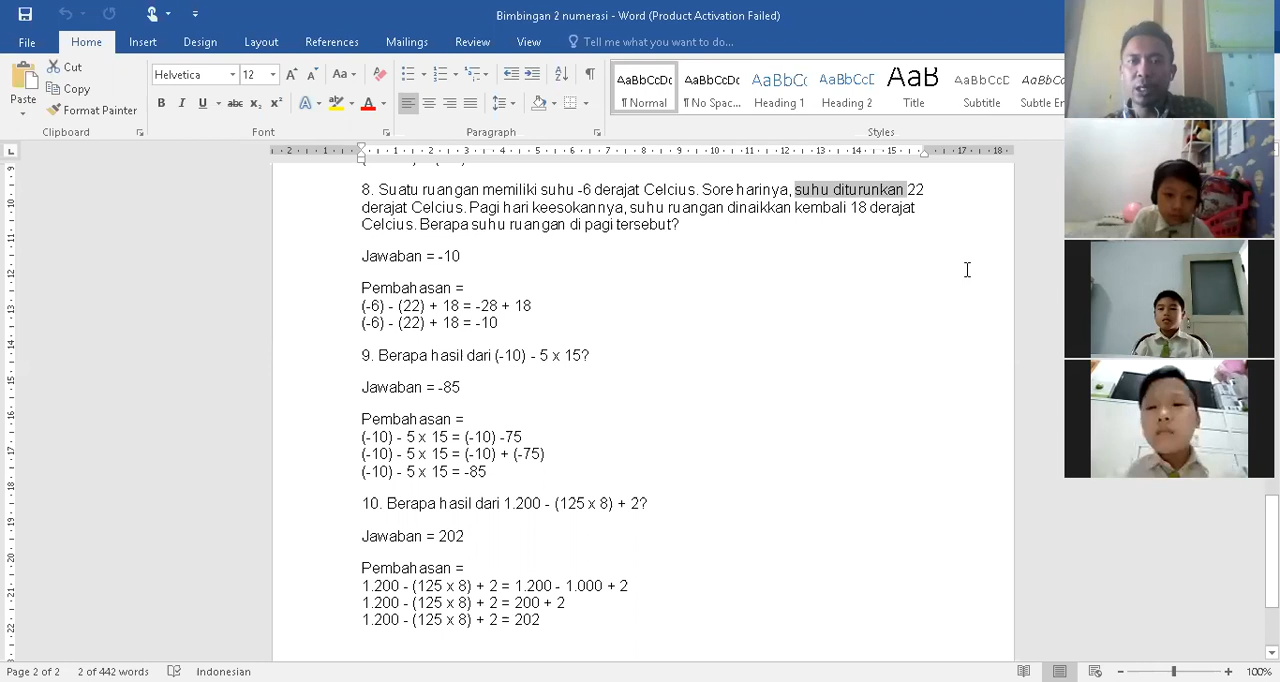 Bimbingan 2 numerasi - Word (Product Activation Failed)
File Home Insert Design Layout References Mailings Review View Tell me what you want to do...
Cut
Copy
Format Painter
Paste
Helvetica 12
AaBbCcDc AaBbCcDc AaBbCc AaBbCcD AaB AaBbCcD AaBbCcD
¶ Normal ¶ No Spac... Heading 1 Heading 2 Title Subtitle Subtle Em
Clipboard Font Paragraph Styles
8. Suatu ruangan memiliki suhu -6 derajat Celcius. Sore harinya, suhu diturunkan 22
derajat Celcius. Pagi hari keesokannya, suhu ruangan dinaikkan kembali 18 derajat
Celcius. Berapa suhu ruangan di pagi tersebut?
Jawaban = -10
Pembahasan =
(-6) - (22) + 18 = -28 + 18
(-6) - (22) + 18 = -10
9. Berapa hasil dari (-10) - 5 x 15?
Jawaban = -85
Pembahasan =
(-10) - 5 x 15 = (-10) -75
(-10) - 5 x 15 = (-10) + (-75)
(-10) - 5 x 15 = -85
10. Berapa hasil dari 1.200 - (125 x 8) + 2?
Jawaban = 202
Pembahasan =
1.200 - (125 x 8) + 2 = 1.200 - 1.000 + 2
1.200 - (125 x 8) + 2 = 200 + 2
1.200 - (125 x 8) + 2 = 202
Page 2 of 2 2 of 442 words Indonesian 100%